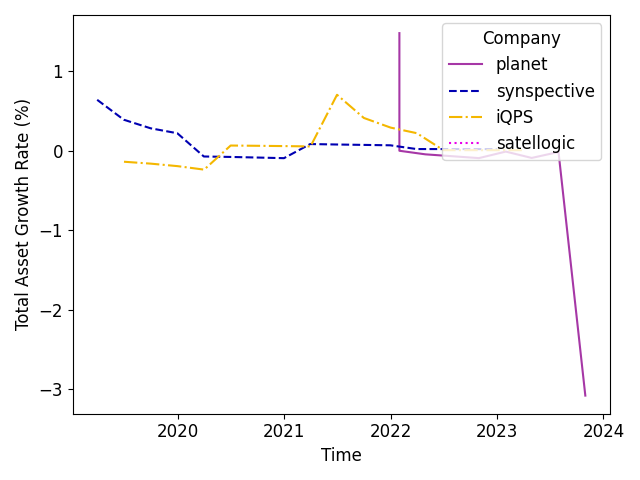 Company
planet
synspective
iQPS
satellogic
Total Asset Growth Rate (%)
1
0
−1
−2
−3
2020 2021 2022 2023 2024
Time